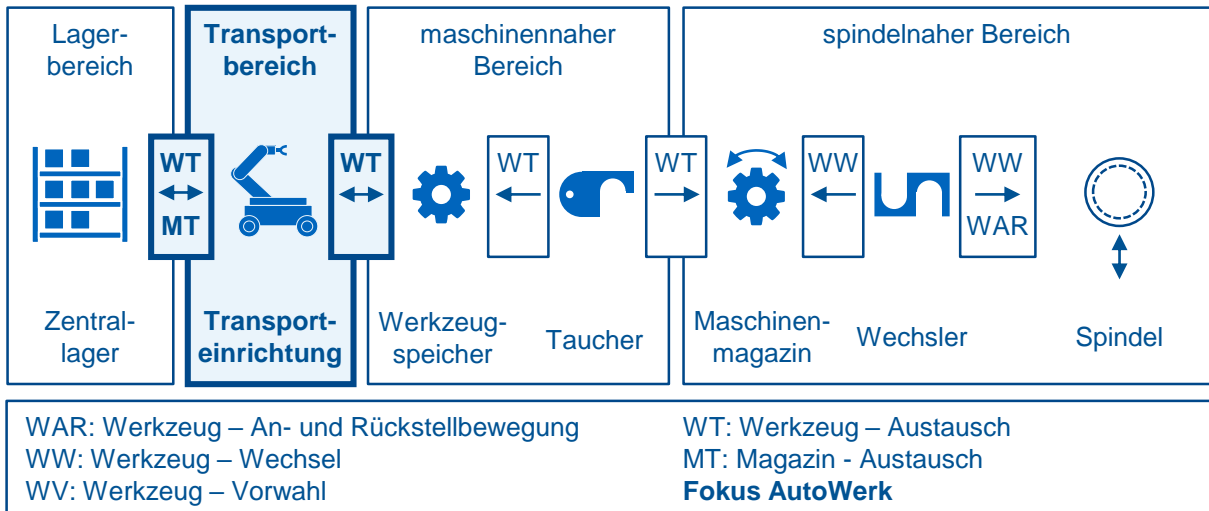 Lager-
bereich
Transport-
bereich
maschinennaher
Bereich
spindelnaher Bereich
WT
MT
WT
WT
WT
WW
WW
WAR
Zentral-
lager
Transport-
einrichtung
Werkzeug-
speicher
Taucher
Maschinen-
magazin
Wechsler
Spindel
WAR: Werkzeug – An- und Rückstellbewegung
WW: Werkzeug – Wechsel
WV: Werkzeug – Vorwahl
WT: Werkzeug – Austausch
MT: Magazin - Austausch
Fokus AutoWerk